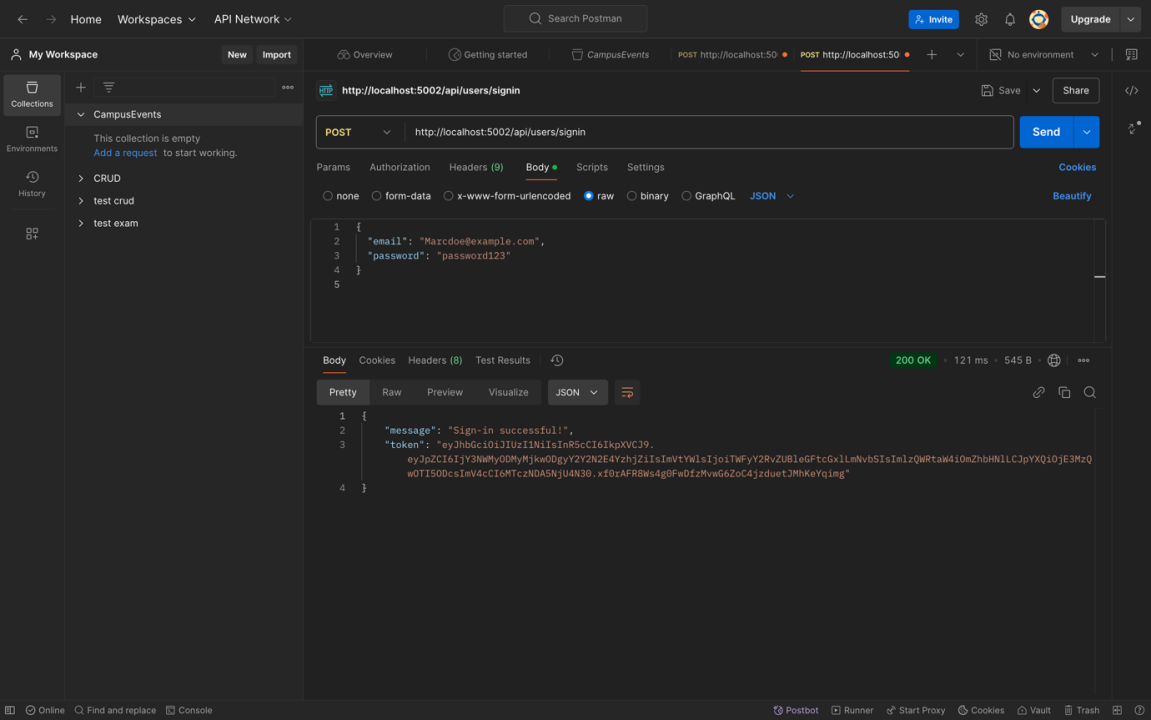 Home Workspaces API Network Search Postman Invite Upgrade
My Workspace New Import Overview Getting started CampusEvents POST http://localhost:50 POST http://localhost:50 No environment
Collections
Environments
History
CampusEvents
This collection is empty
Add a request to start working.
CRUD
test crud
test exam
HTTP http://localhost:5002/api/users/signin Save Share
POST http://localhost:5002/api/users/signin Send
Params Authorization Headers (9) Body Scripts Settings Cookies
none form-data x-www-form-urlencoded raw binary GraphQL JSON Beautify
1 {
2 "email": "Marcdoe@example.com",
3 "password": "password123"
4 }
5
Body Cookies Headers (8) Test Results 200 OK 121 ms 545 B
Pretty Raw Preview Visualize JSON
1 {
2 "message": "Sign-in successful!",
3 "token": "eyJhbGciOiJIUzI1NiIsInR5cCI6IkpXVCJ9.
4 }
Online Find and replace Console Postbot Runner Start Proxy Cookies Vault Trash